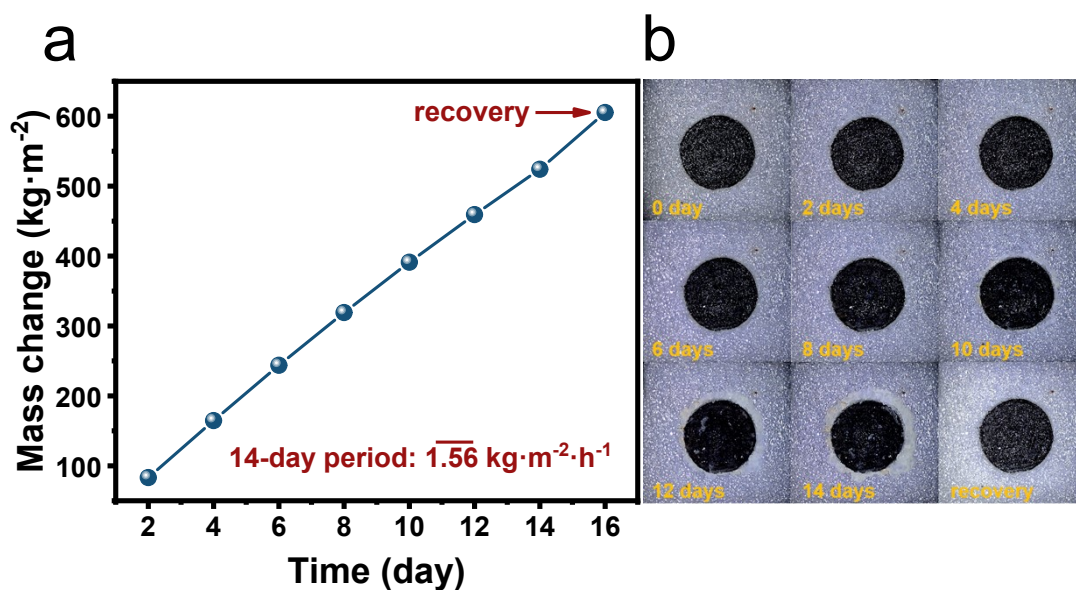 a
b
Mass change (kg·m⁻²)
600
500
400
300
200
100
recovery
14-day period: 1.56 kg·m⁻²·h⁻¹
2 4 6 8 10 12 14 16
Time (day)
0 day
2 days
4 days
6 days
8 days
10 days
12 days
14 days
recovery